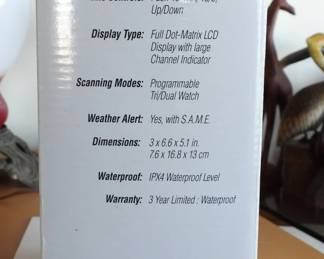 Up/Down
Display Type: Full Dot-Matrix LCD
Display with large
Channel Indicator
Scanning Modes: Programmable
Tri/Dual Watch
Weather Alert: Yes, with S.A.M.E.
Dimensions: 3 x 6.6 x 5.1 in.
7.6 x 16.8 x 13 cm
Waterproof: IPX4 Waterproof Level
Warranty: 3 Year Limited : Waterproof